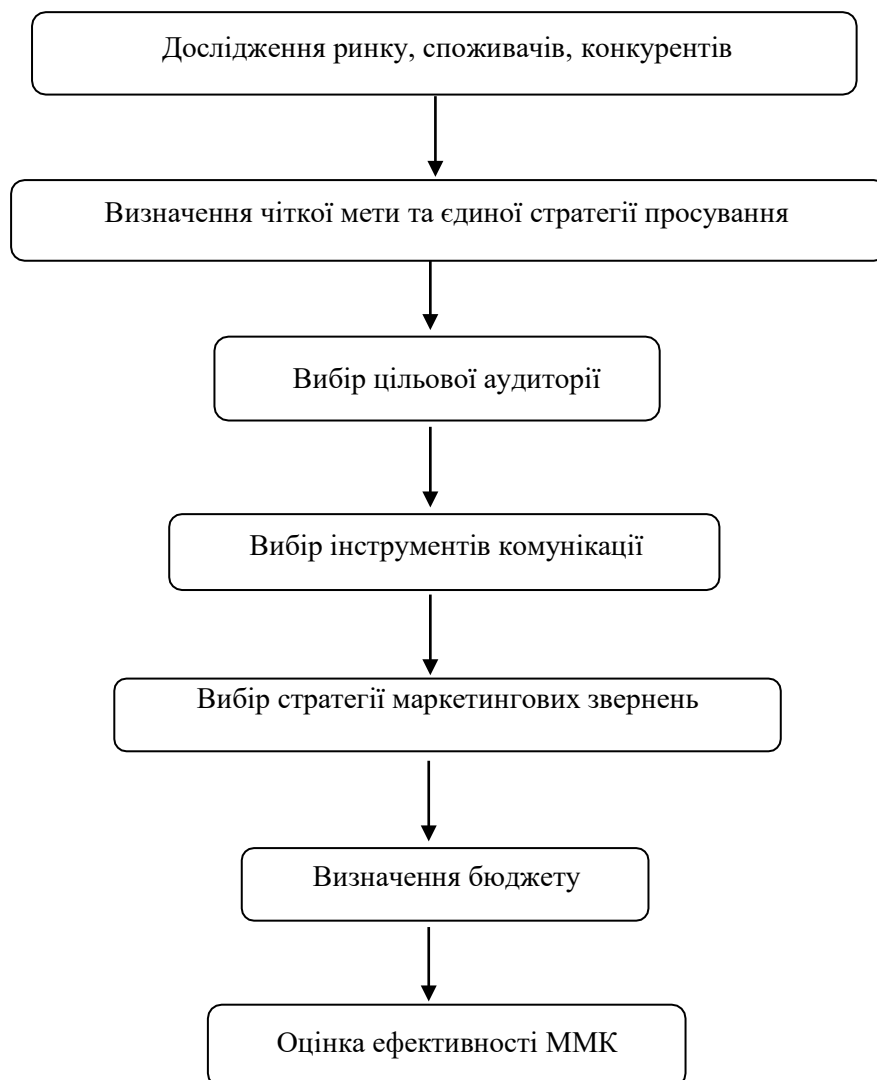 Дослідження ринку, споживачів, конкурентів
Визначення чіткої мети та єдиної стратегії просування
Вибір цільової аудиторії
Вибір інструментів комунікації
Вибір стратегії маркетингових звернень
Визначення бюджету
Оцінка ефективності ММК